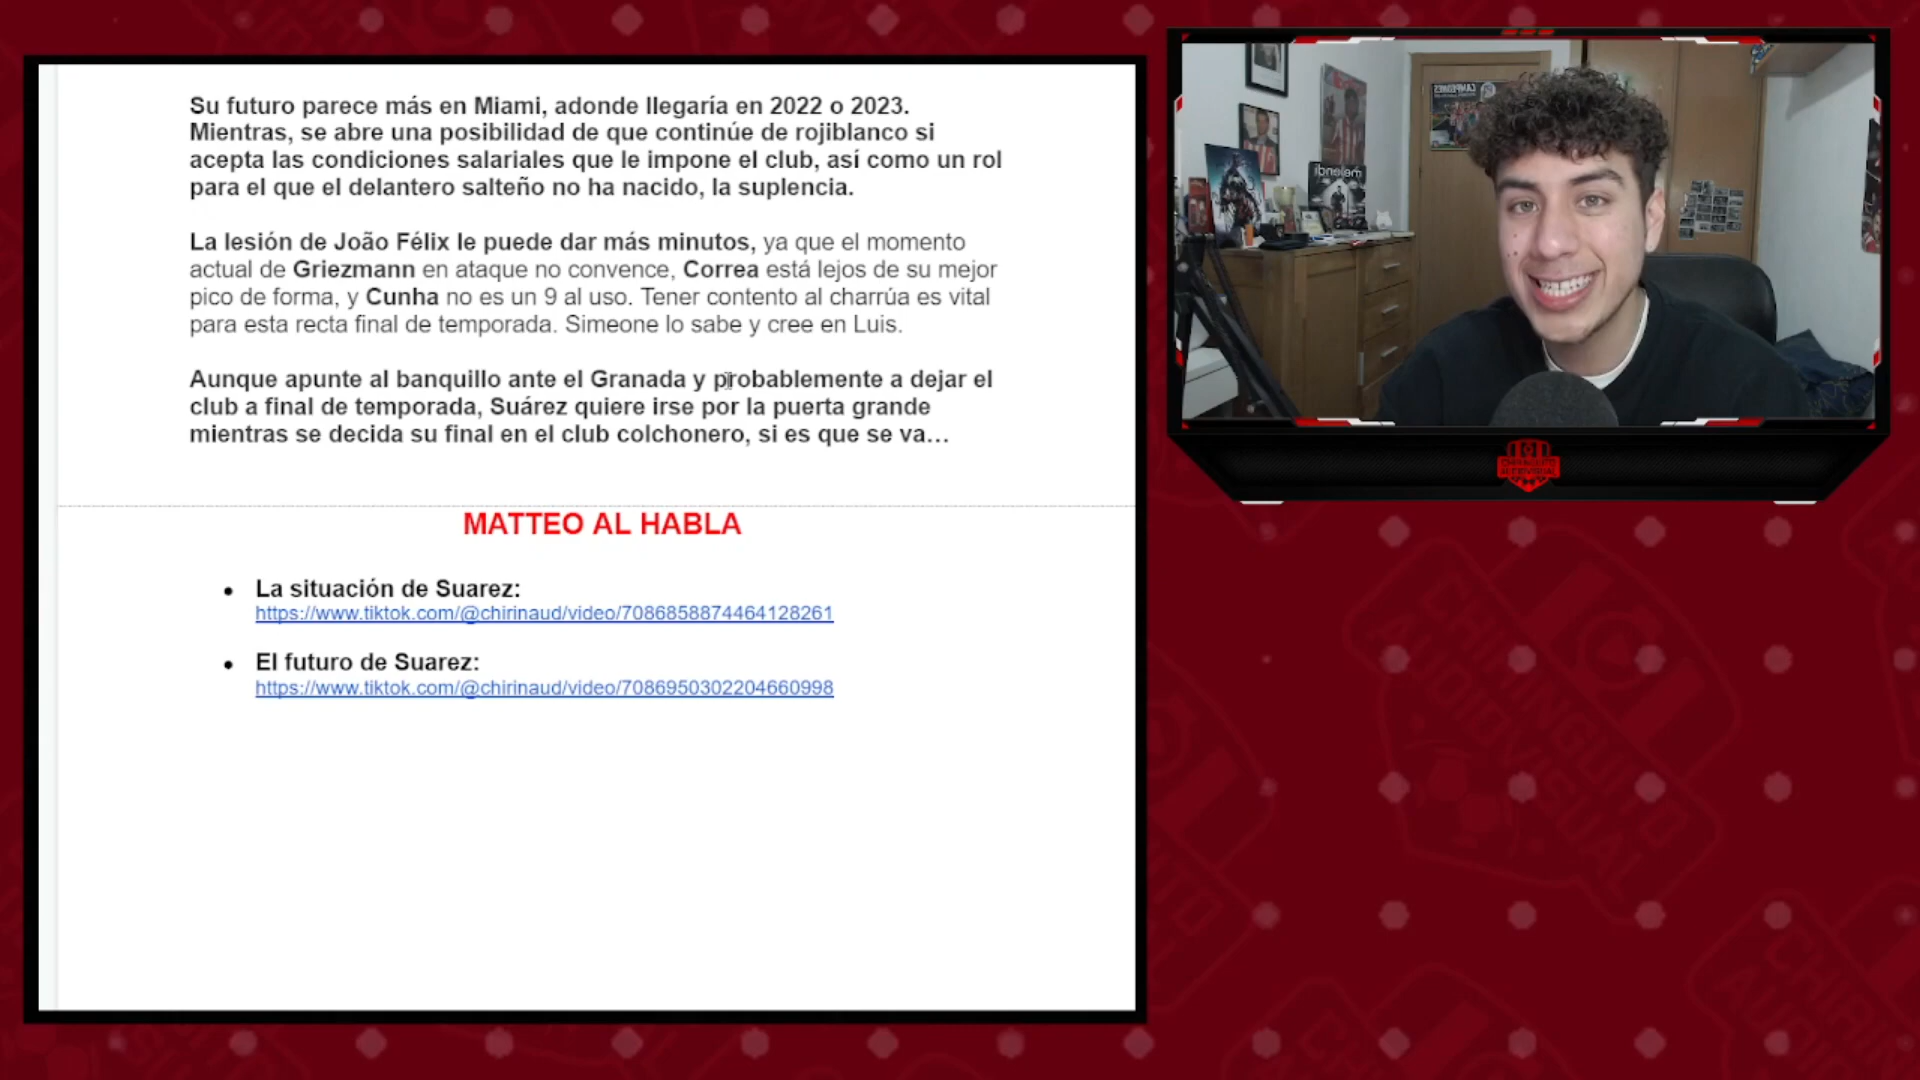 Su futuro parece más en Miami, adonde llegaría en 2022 o 2023.
Mientras, se abre una posibilidad de que continúe de rojiblanco si
acepta las condiciones salariales que le impone el club, así como un rol
para el que el delantero salteño no ha nacido, la suplencia.
La lesión de João Félix le puede dar más minutos, ya que el momento
actual de Griezmann en ataque no convence, Correa está lejos de su mejor
pico de forma, y Cunha no es un 9 al uso. Tener contento al charrúa es vital
para esta recta final de temporada. Simeone lo sabe y cree en Luis.
Aunque apunte al banquillo ante el Granada y probablemente a dejar el
club a final de temporada, Suárez quiere irse por la puerta grande
mientras se decida su final en el club colchonero, si es que se va…
MATTEO AL HABLA
• La situación de Suarez:
https://www.tiktok.com/@chirinaud/video/7086858874464128261
• El futuro de Suarez:
https://www.tiktok.com/@chirinaud/video/7086950302204660998
CAMPEONES
melendi
CHIRINGUITO
AUDIOVISUAL
CHIRINGUITO
AUDIOVISUAL